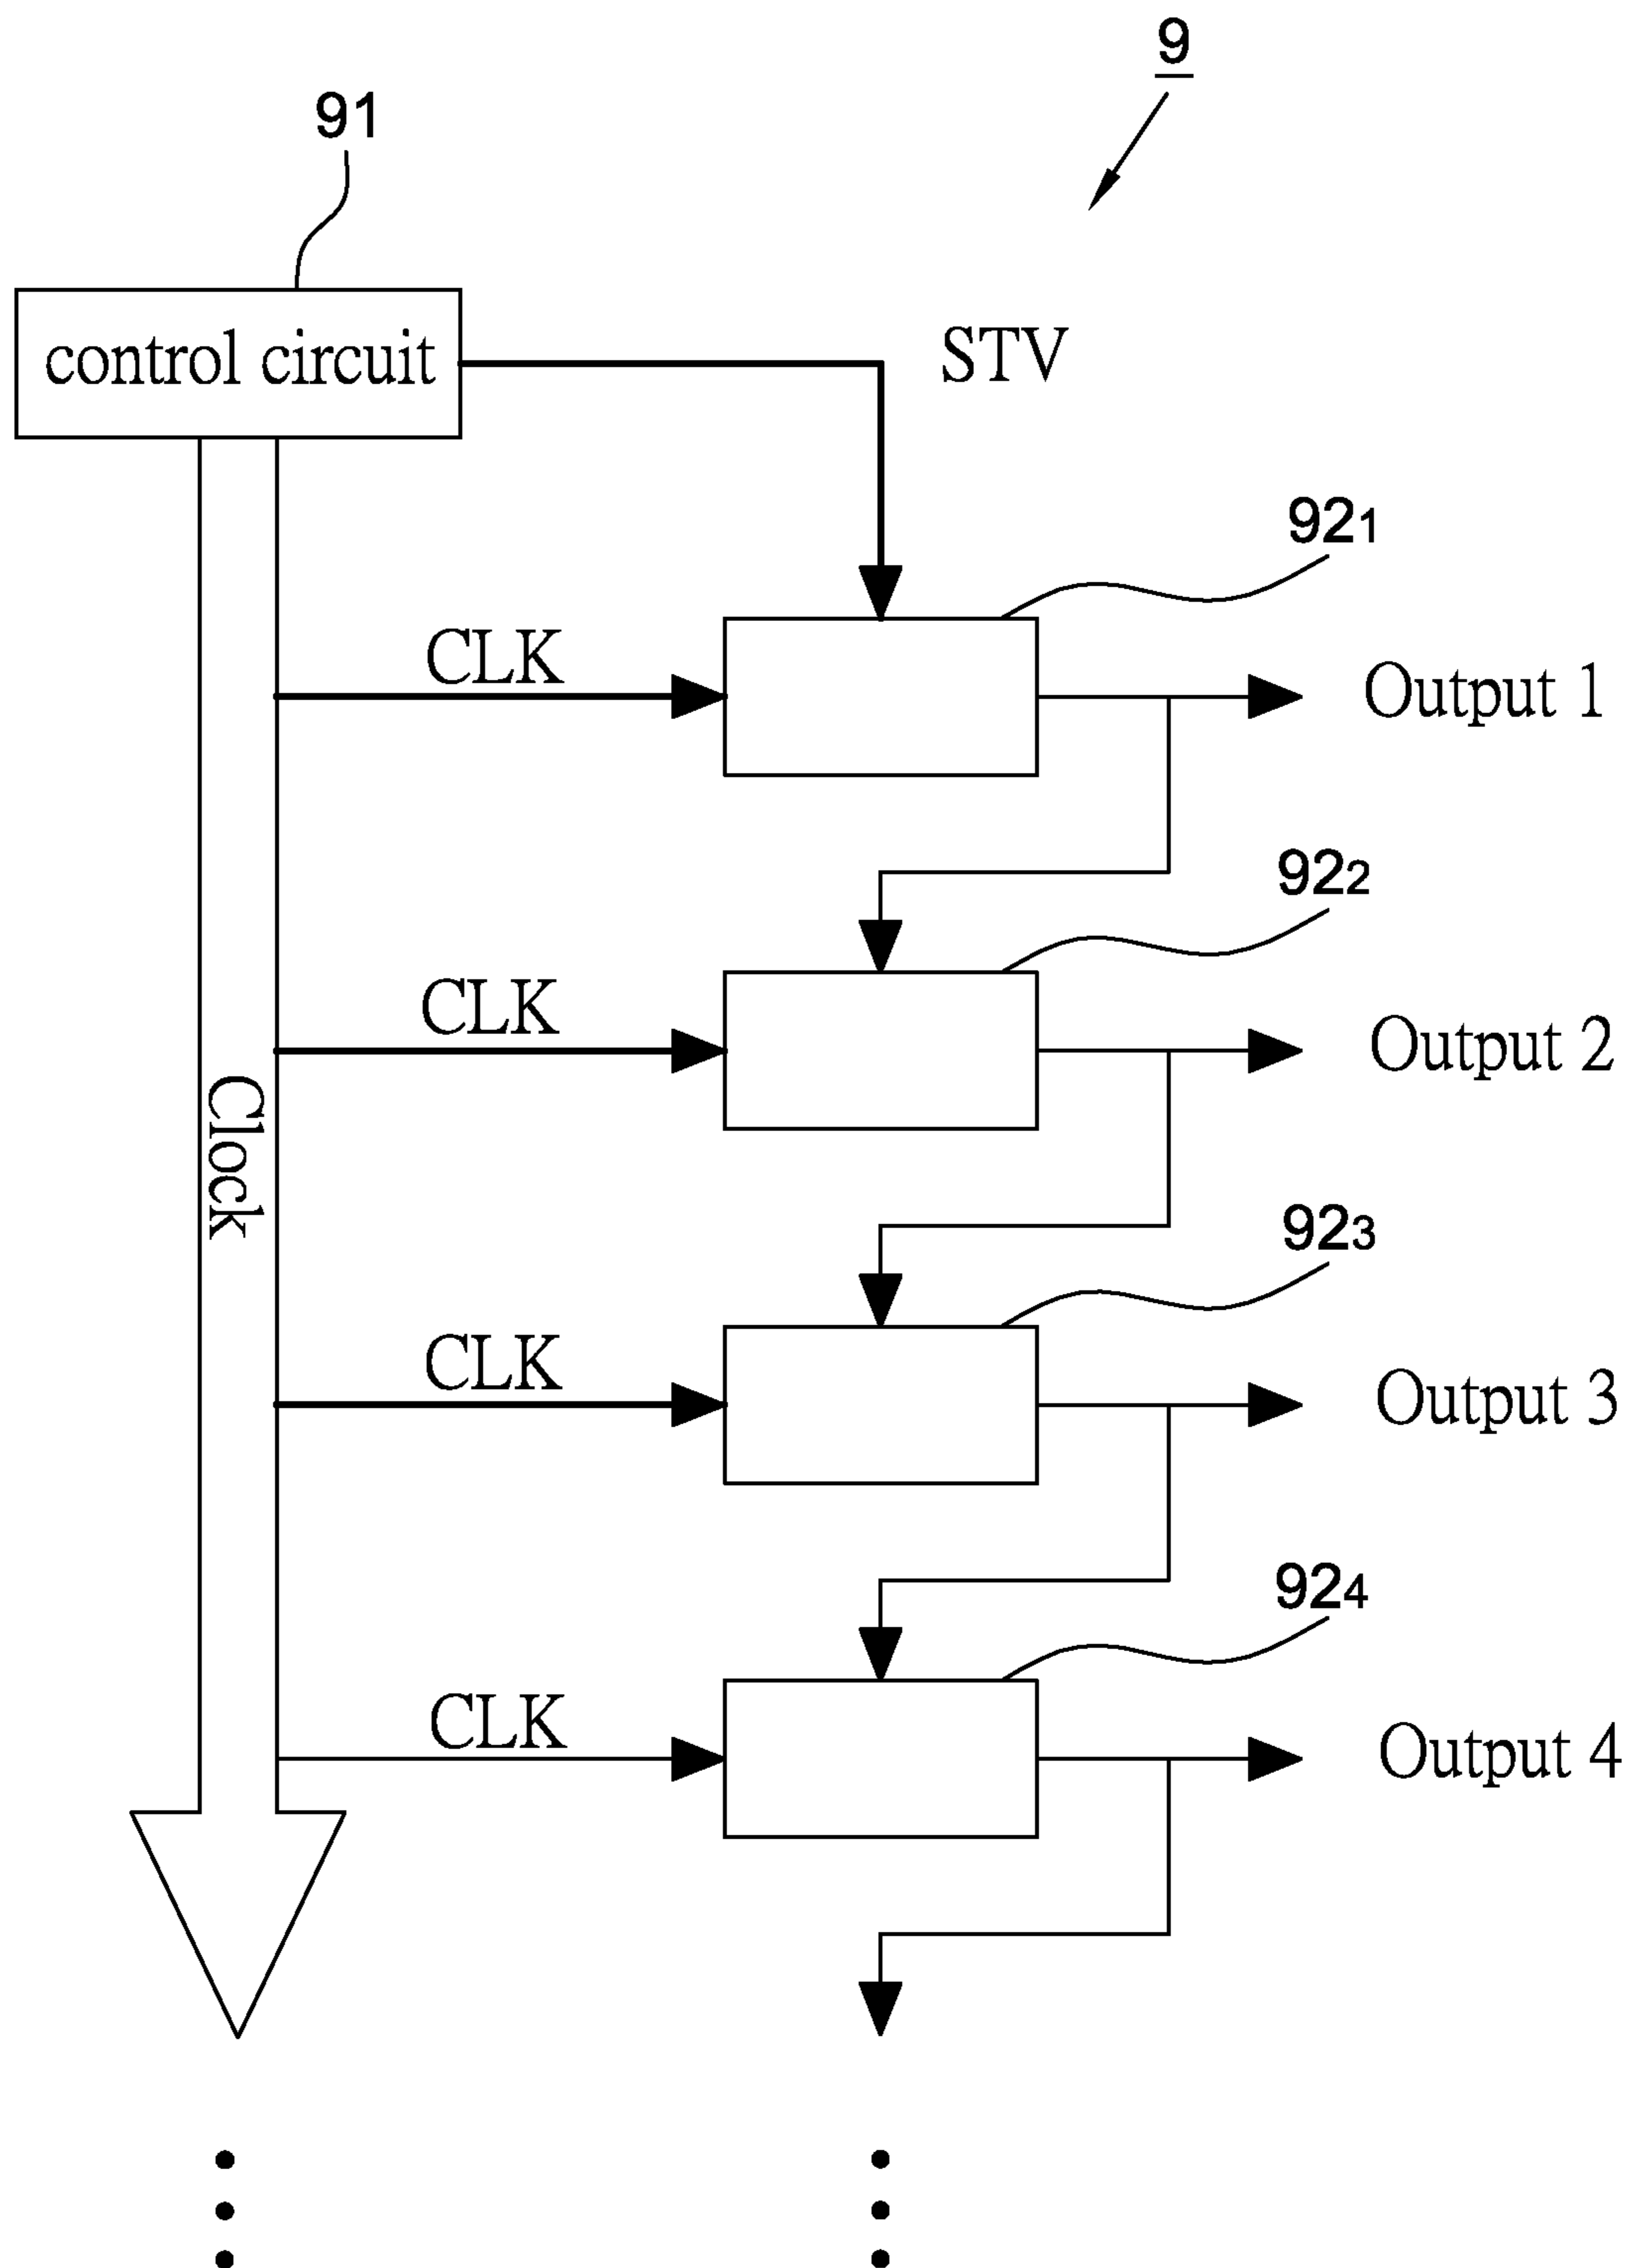 9
91
control circuit
STV
92₁
CLK
Output 1
92₂
CLK
Output 2
Clock
92₃
CLK
Output 3
92₄
CLK
Output 4